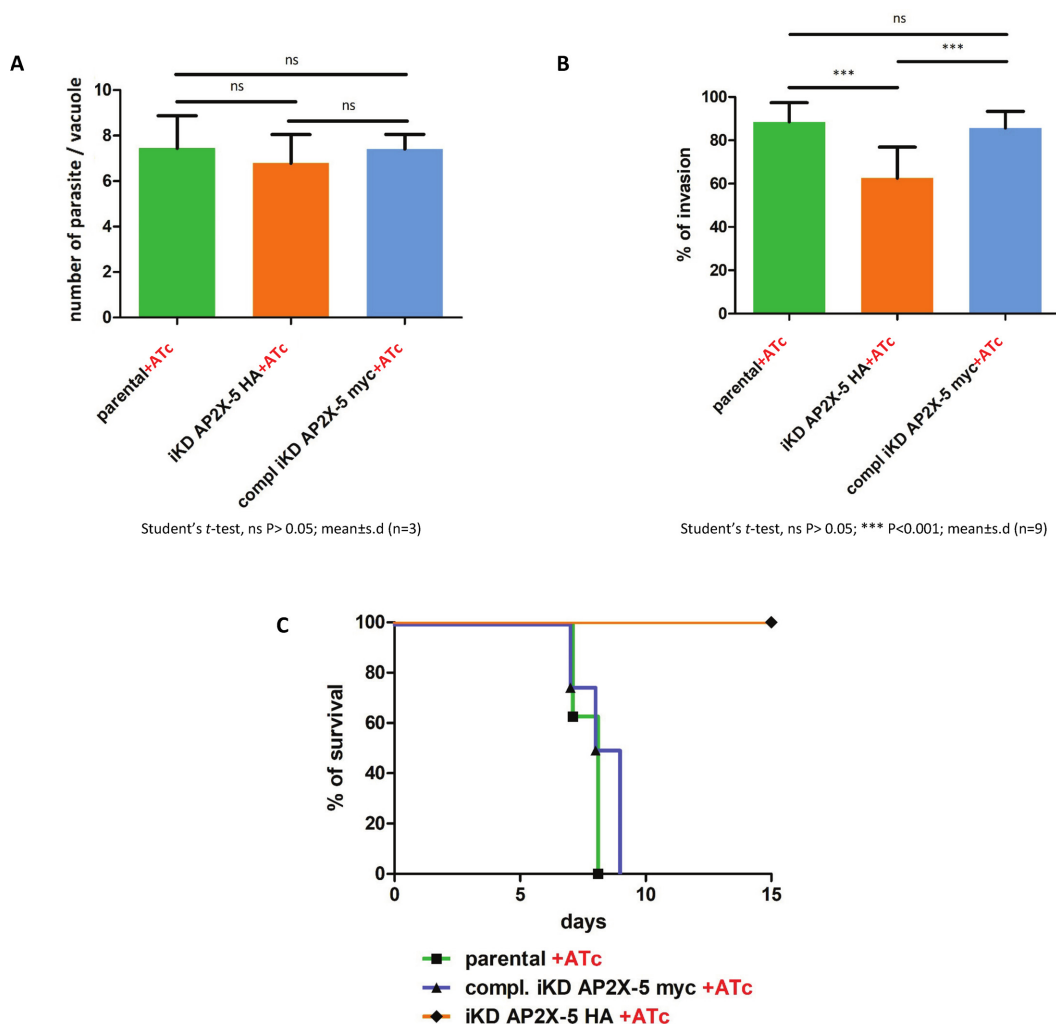 A
ns
ns
ns
number of parasite / vacuole
10
8
6
4
2
0
parental+ATc
iKD AP2X-5 HA+ATc
compl iKD AP2X-5 myc+ATc
Student's t-test, ns P> 0.05; mean±s.d (n=3)
B
ns
***
***
% of invasion
100
80
60
40
20
0
parental+ATc
iKD AP2X-5 HA+ATc
compl iKD AP2X-5 myc+ATc
Student's t-test, ns P> 0.05; *** P<0.001; mean±s.d (n=9)
C
% of survival
100
80
60
40
20
0
0 5 10 15
days
parental +ATc
compl. iKD AP2X-5 myc +ATc
iKD AP2X-5 HA +ATc